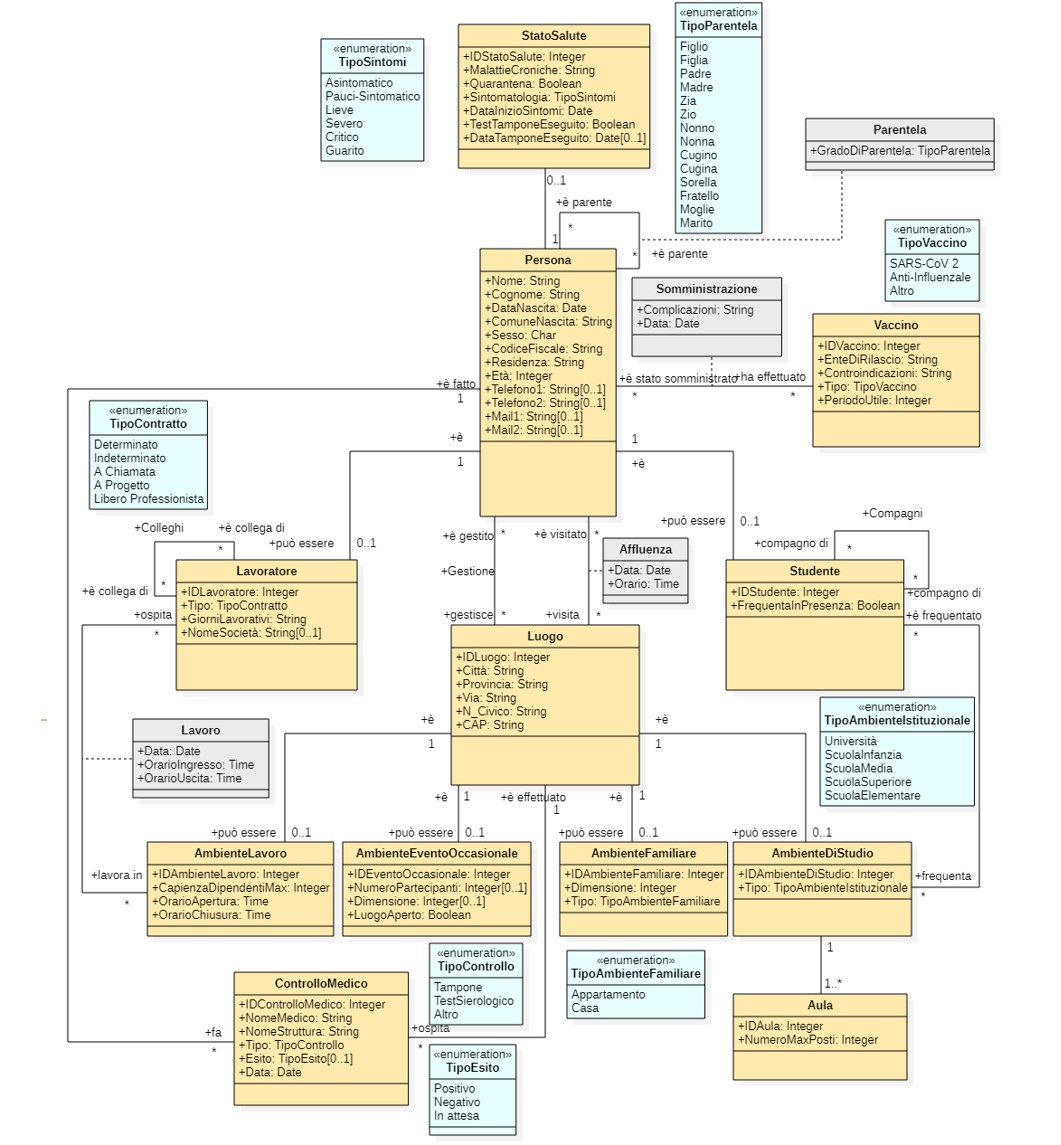 «enumeration»
TipoSintomi
Asintomatico
Pauci-Sintomatico
Lieve
Severo
Critico
Guarito
StatoSalute
+IDStatoSalute: Integer
+MalattieCroniche: String
+Quarantena: Boolean
+Sintomatologia: TipoSintomi
+DataInizioSintomi: Date
+TestTamponeEseguito: Boolean
+DataTamponeEseguito: Date[0..1]
«enumeration»
TipoParentela
Figlio
Figlia
Padre
Madre
Zia
Zio
Nonno
Nonna
Cugino
Cugina
Sorella
Fratello
Moglie
Marito
Parentela
+GradoDiParentela: TipoParentela
0..1
+è parente
*
1
*
+è parente
«enumeration»
TipoVaccino
SARS-CoV 2
Anti-Influenzale
Altro
Persona
+Nome: String
+Cognome: String
+DataNascita: Date
+ComuneNascita: String
+Sesso: Char
+CodiceFiscale: String
+Residenza: String
+Età: Integer
+Telefono1: String[0..1]
+Telefono2: String[0..1]
+Mail1: String[0..1]
+Mail2: String[0..1]
Somministrazione
+Complicazioni: String
+Data: Date
Vaccino
+IDVaccino: Integer
+EnteDiRilascio: String
+Controindicazioni: String
+Tipo: TipoVaccino
+PeriodoUtile: Integer
+è fatto
1
+è stato somministrato
*
+ha effettuato
*
«enumeration»
TipoContratto
Determinato
Indeterminato
A Chiamata
A Progetto
Libero Professionista
+è
1
1
+è
+Colleghi
+è collega di
*
+può essere
0..1
*
+è collega di
+è gestito
*
+Gestione
+gestisce
*
+è visitato
*
+visita
*
Affluenza
+Data: Date
+Orario: Time
+può essere
0..1
+Compagni
+compagno di
*
*
+compagno di
Lavoratore
+IDLavoratore: Integer
+Tipo: TipoContratto
+GiorniLavorativi: String
+NomeSocietà: String[0..1]
+ospita
*
Studente
+IDStudente: Integer
+FrequentaInPresenza: Boolean
+è frequentato
*
Luogo
+IDLuogo: Integer
+Città: String
+Provincia: String
+Via: String
+N_Civico: String
+CAP: String
«enumeration»
TipoAmbienteIstituzionale
Università
ScuolaInfanzia
ScuolaMedia
ScuolaSuperiore
ScuolaElementare
Lavoro
+Data: Date
+OrarioIngresso: Time
+OrarioUscita: Time
+è
1
+è
1
+è
1
+è effettuato
1
+è
1
+può essere
0..1
+può essere
0..1
+può essere
0..1
+può essere
0..1
AmbienteLavoro
+IDAmbienteLavoro: Integer
+CapienzaDipendentiMax: Integer
+OrarioApertura: Time
+OrarioChiusura: Time
+lavora in
*
AmbienteEventoOccasionale
+IDEventoOccasionale: Integer
+NumeroPartecipanti: Integer[0..1]
+Dimensione: Integer[0..1]
+LuogoAperto: Boolean
AmbienteFamiliare
+IDAmbienteFamiliare: Integer
+Dimensione: Integer
+Tipo: TipoAmbienteFamiliare
AmbienteDiStudio
+IDAmbienteDiStudio: Integer
+Tipo: TipoAmbienteIstituzionale
+frequenta
*
1
1..*
«enumeration»
TipoControllo
Tampone
TestSierologico
Altro
«enumeration»
TipoAmbienteFamiliare
Appartamento
Casa
ControlloMedico
+IDControlloMedico: Integer
+NomeMedico: String
+NomeStruttura: String
+Tipo: TipoControllo
+Esito: TipoEsito[0..1]
+Data: Date
+fa
*
+ospita
*
Aula
+IDAula: Integer
+NumeroMaxPosti: Integer
«enumeration»
TipoEsito
Positivo
Negativo
In attesa